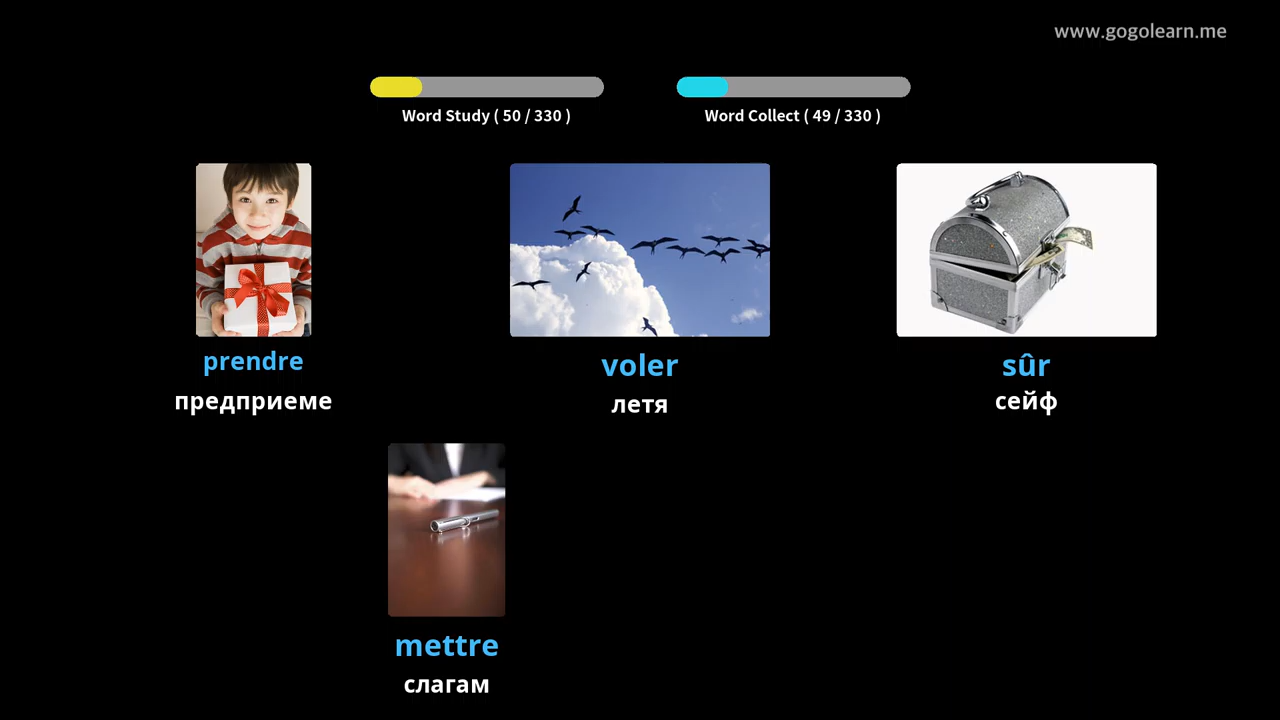 www.gogolearn.me
Word Study ( 50 / 330 )
Word Collect ( 49 / 330 )
prendre
предприеме
voler
летя
sûr
сейф
mettre
слагам